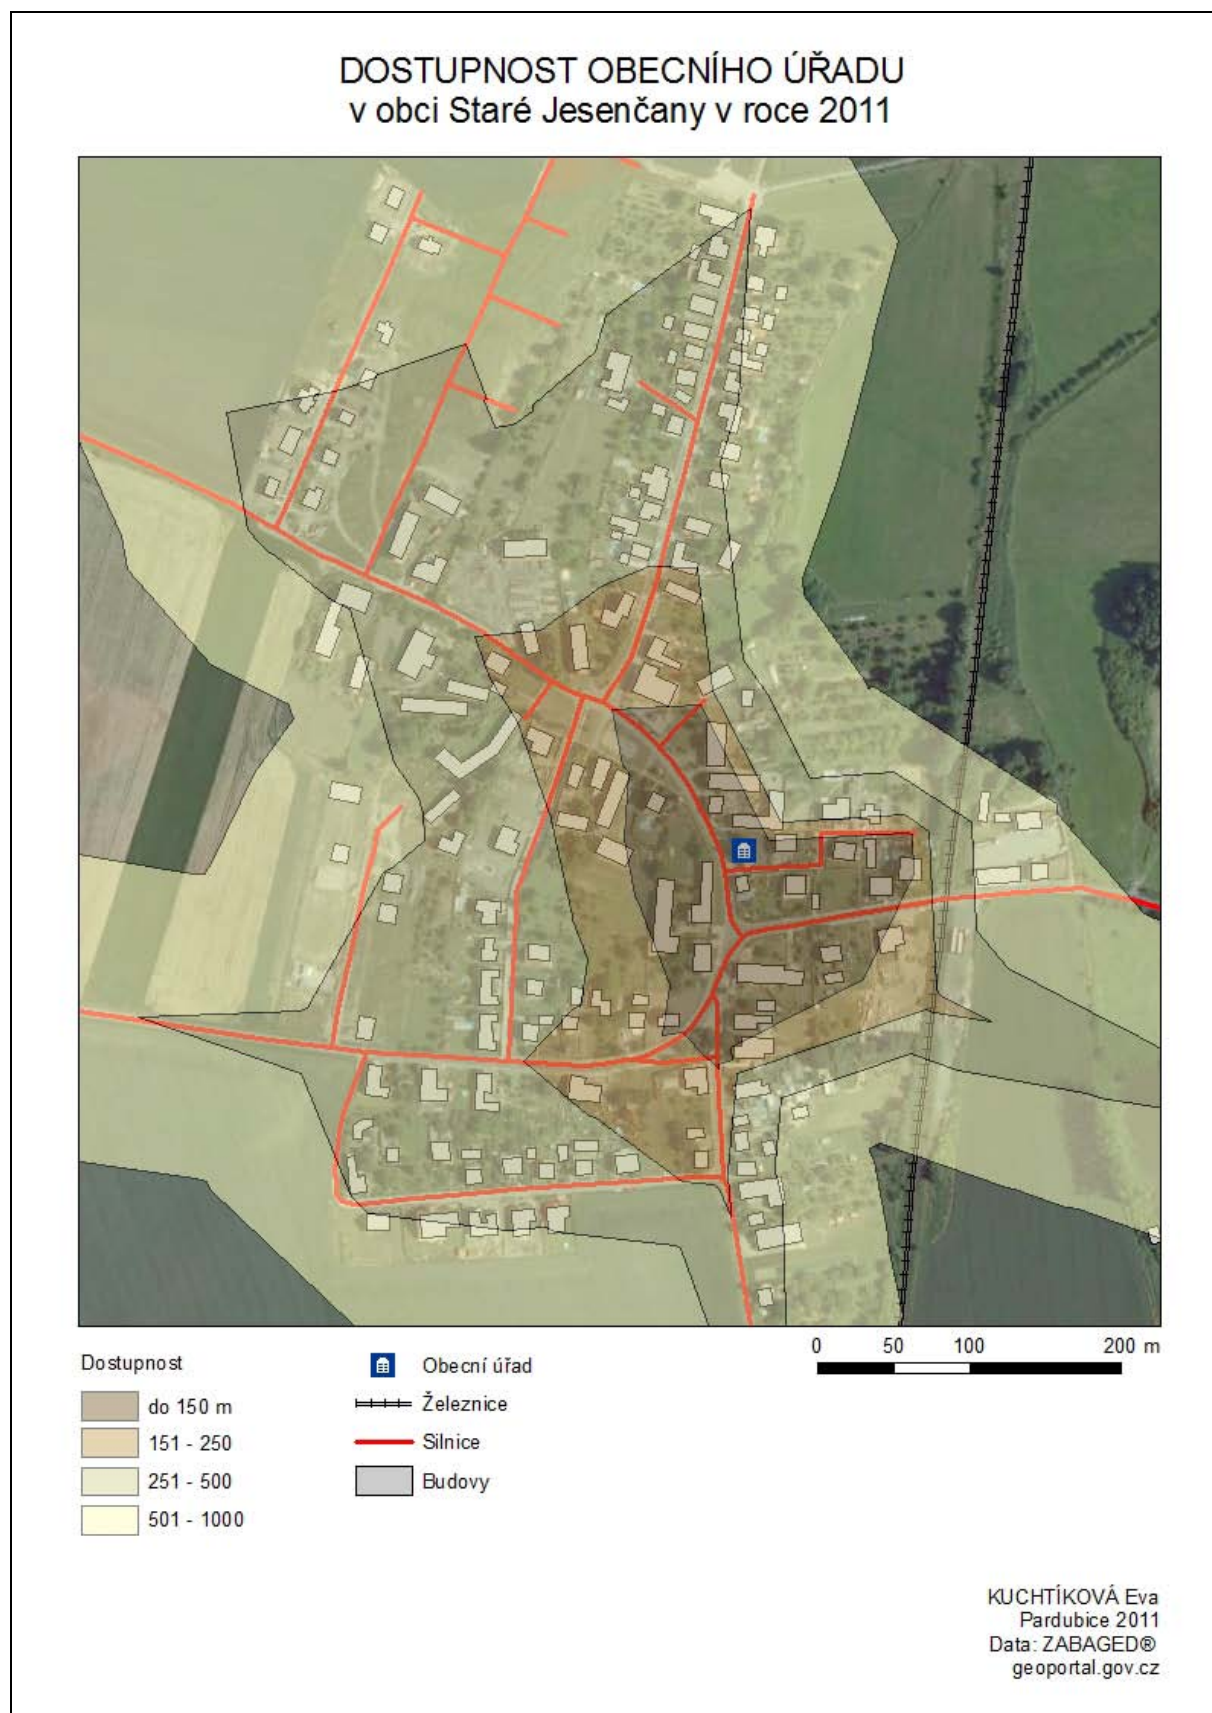 DOSTUPNOST OBECNÍHO ÚŘADU
v obci Staré Jesenčany v roce 2011
0 50 100 200 m
Dostupnost
do 150 m
151 - 250
251 - 500
501 - 1000
Obecní úřad
Železnice
Silnice
Budovy
KUCHTÍKOVÁ Eva
Pardubice 2011
Data: ZABAGED®
geoportal.gov.cz